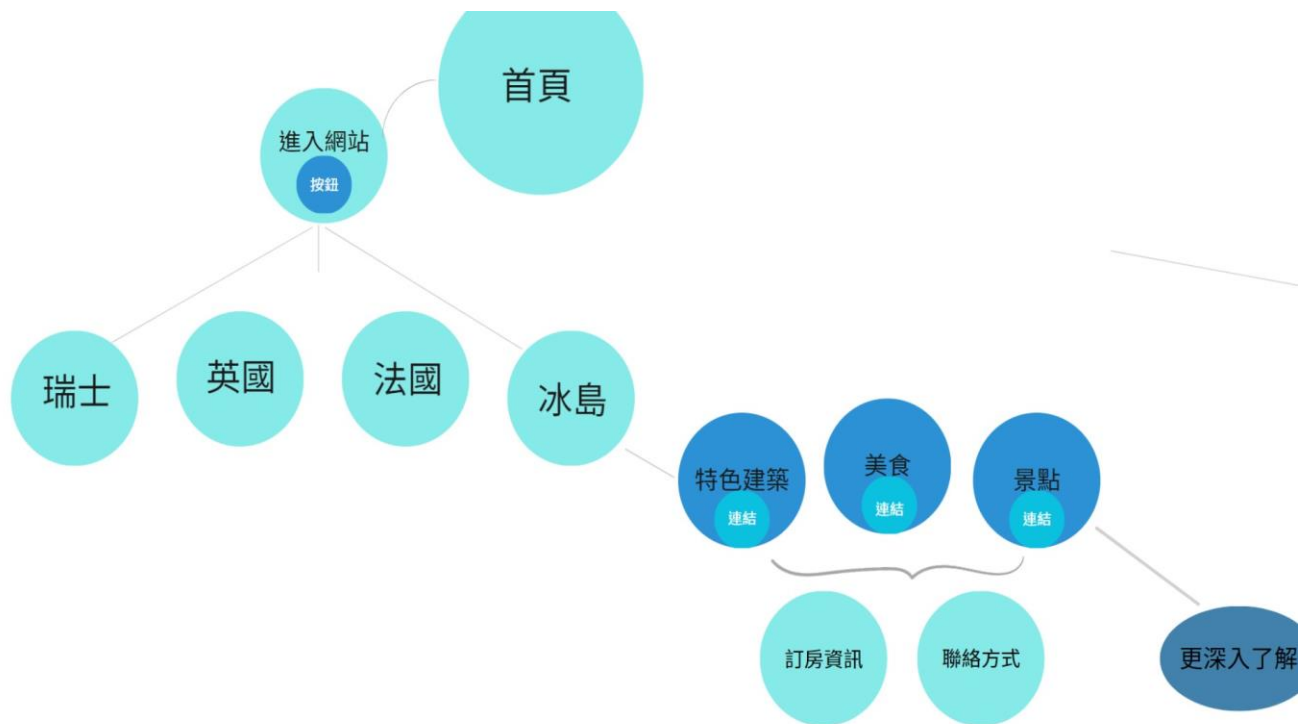 首頁
進入網站
按鈕
瑞士
英國
法國
冰島
特色建築
連結
美食
連結
景點
連結
訂房資訊
聯絡方式
更深入了解